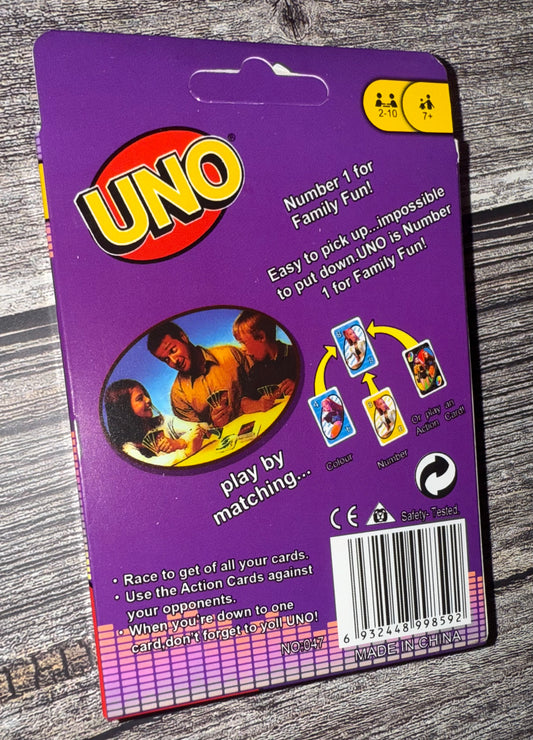 2-10
7+
UNO®
Number 1 for
Family Fun!
Easy to pick up...impossible
to put down.UNO is Number
1 for Family Fun!
play by
matching...
Colour
Number
Or play an
Action Card!
CE
Safety- Tested
• Race to get of all your cards.
• Use the Action Cards against
your opponents.
• When you're down to one
card,don't forget to yoll UNO!
NO:047
6 932448 998592
MADE IN CHINA